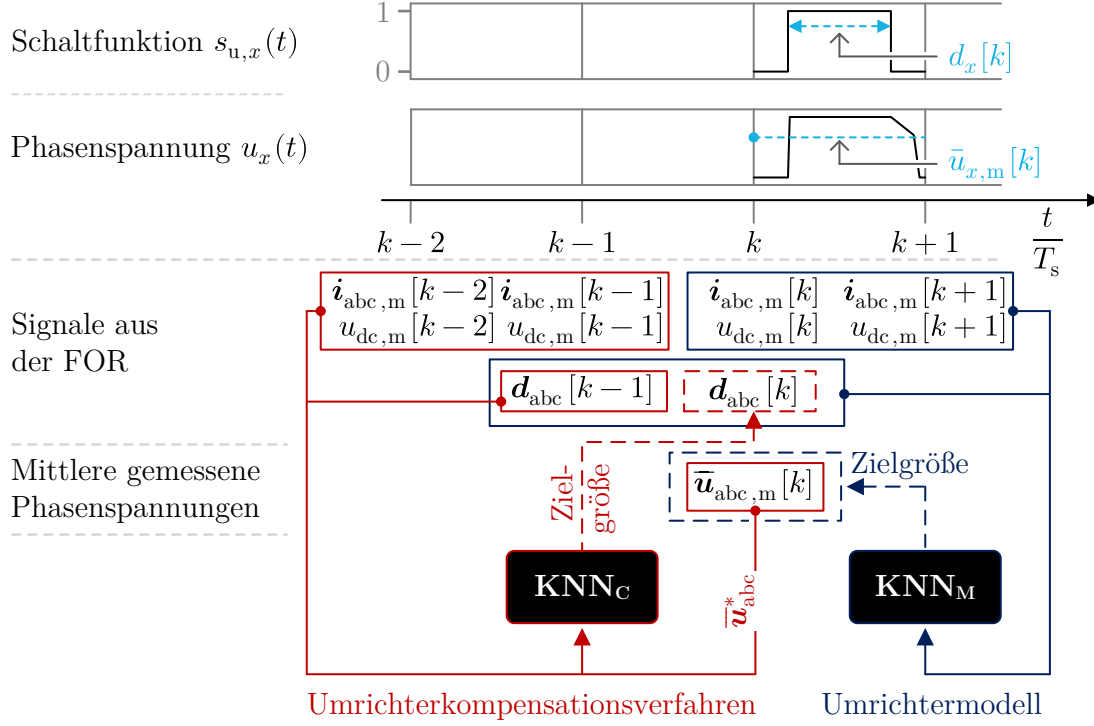 1
Schaltfunktion s_{u,x}(t)
d_x[k]
0
Phasenspannung u_x(t)
ū_{x,m}[k]
k − 2 k − 1 k k + 1 t/T_s
i_{abc,m}[k − 2] i_{abc,m}[k − 1] i_{abc,m}[k] i_{abc,m}[k + 1]
u_{dc,m}[k − 2] u_{dc,m}[k − 1] u_{dc,m}[k] u_{dc,m}[k + 1]
Signale aus
der FOR
d_{abc}[k − 1] d_{abc}[k]
Mittlere gemessene
Phasenspannungen
Ziel-
größe
ū_{abc,m}[k]
Zielgröße
KNN_C
ū*_{abc}
KNN_M
Umrichterkompensationsverfahren
Umrichtermodell